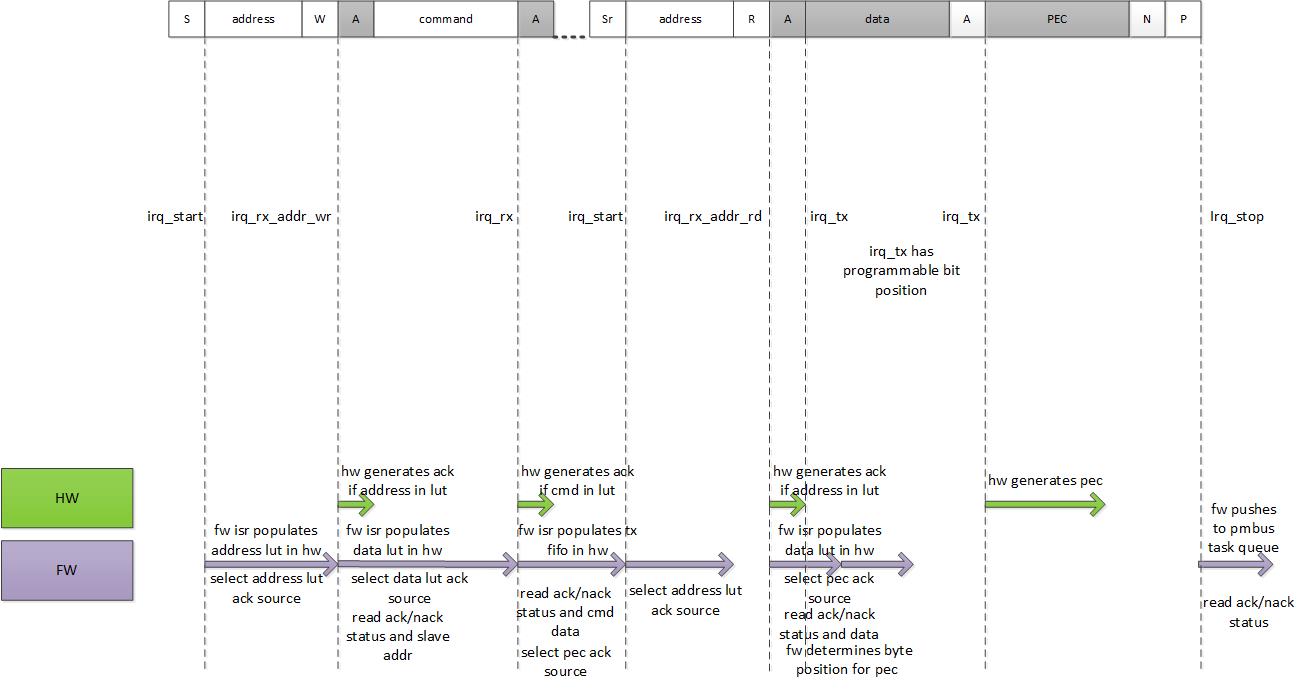 S address W A command A Sr address R A data A PEC N P
irq_start irq_rx_addr_wr irq_rx irq_start irq_rx_addr_rd irq_tx irq_tx Irq_stop
irq_tx has
programmable bit
position
HW
hw generates ack
if address in lut
hw generates ack
if cmd in lut
hw generates ack
if address in lut
hw generates pec
FW
fw isr populates
address lut in hw
select address lut
ack source
fw isr populates
data lut in hw
select data lut ack
source
read ack/nack
status and slave
addr
fw isr populates tx
fifo in hw
read ack/nack
status and cmd
data
select pec ack
source
select address lut
ack source
fw isr populates
data lut in hw
select pec ack
source
read ack/nack
status and data
fw determines byte
position for pec
fw pushes
to pmbus
task queue
read ack/nack
status